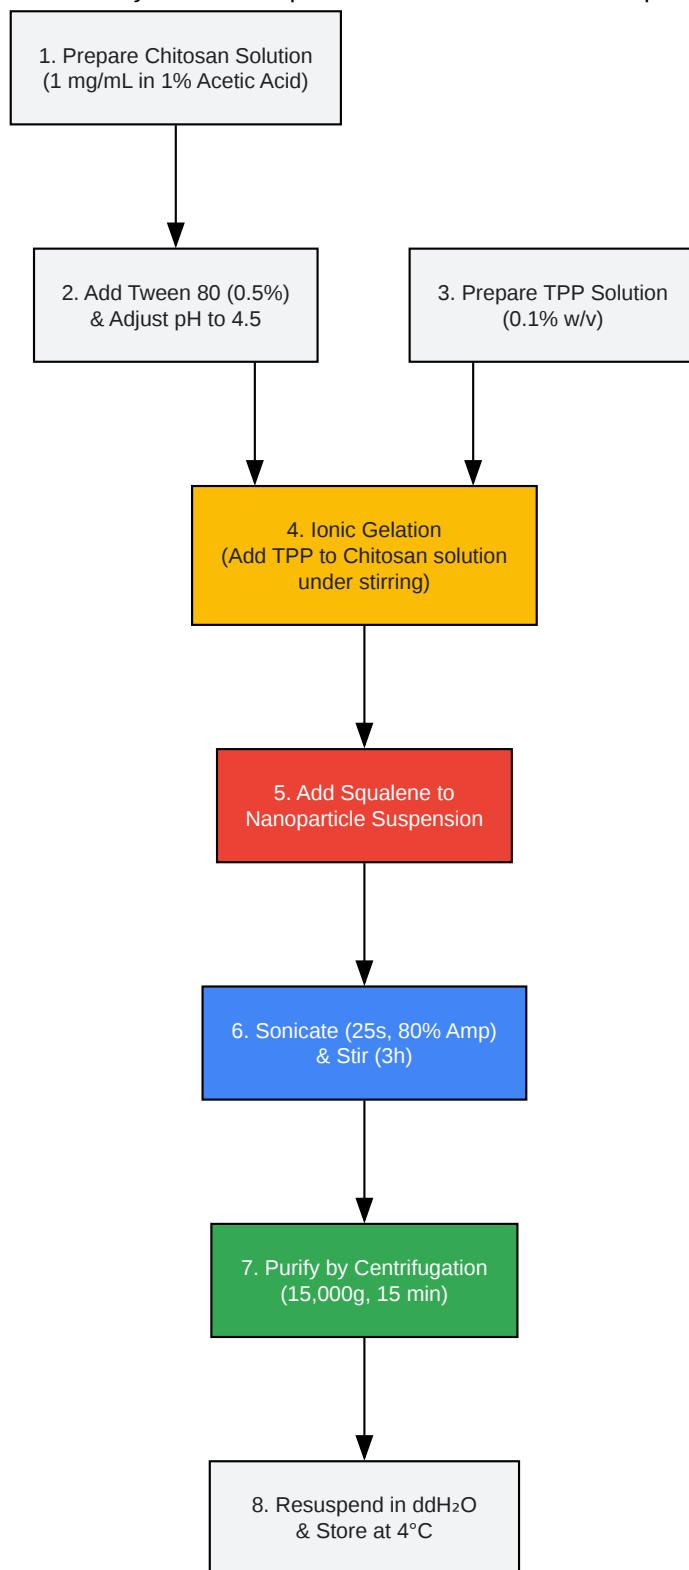 1. Prepare Chitosan Solution
(1 mg/mL in 1% Acetic Acid)
2. Add Tween 80 (0.5%)
& Adjust pH to 4.5
3. Prepare TPP Solution
(0.1% w/v)
4. Ionic Gelation
(Add TPP to Chitosan solution
under stirring)
5. Add Squalene to
Nanoparticle Suspension
6. Sonicate (25s, 80% Amp)
& Stir (3h)
7. Purify by Centrifugation
(15,000g, 15 min)
8. Resuspend in ddH₂O
& Store at 4°C